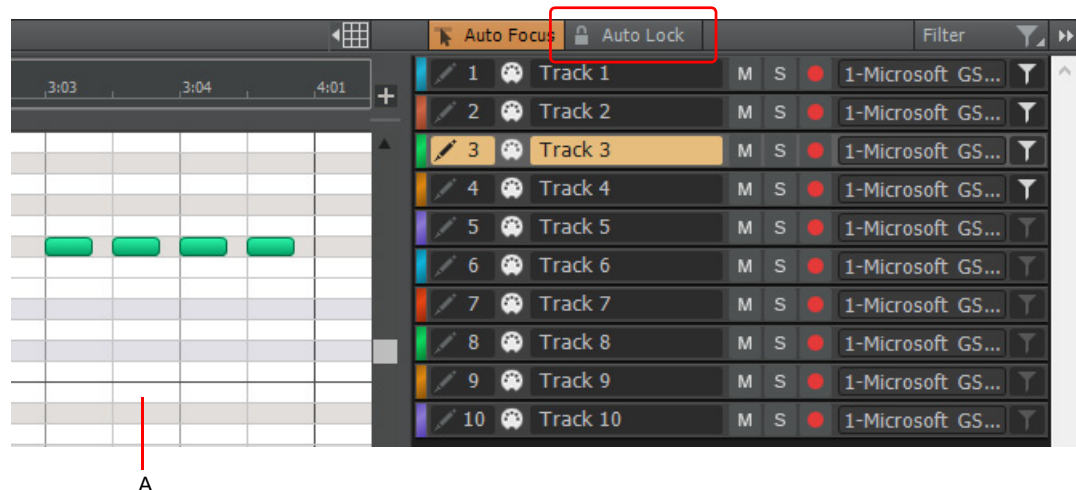 Auto Focus Auto Lock Filter
3:03 3:04 4:01
1 Track 1 M S 1-Microsoft GS...
2 Track 2 M S 1-Microsoft GS...
3 Track 3 M S 1-Microsoft GS...
4 Track 4 M S 1-Microsoft GS...
5 Track 5 M S 1-Microsoft GS...
6 Track 6 M S 1-Microsoft GS...
7 Track 7 M S 1-Microsoft GS...
8 Track 8 M S 1-Microsoft GS...
9 Track 9 M S 1-Microsoft GS...
10 Track 10 M S 1-Microsoft GS...
A